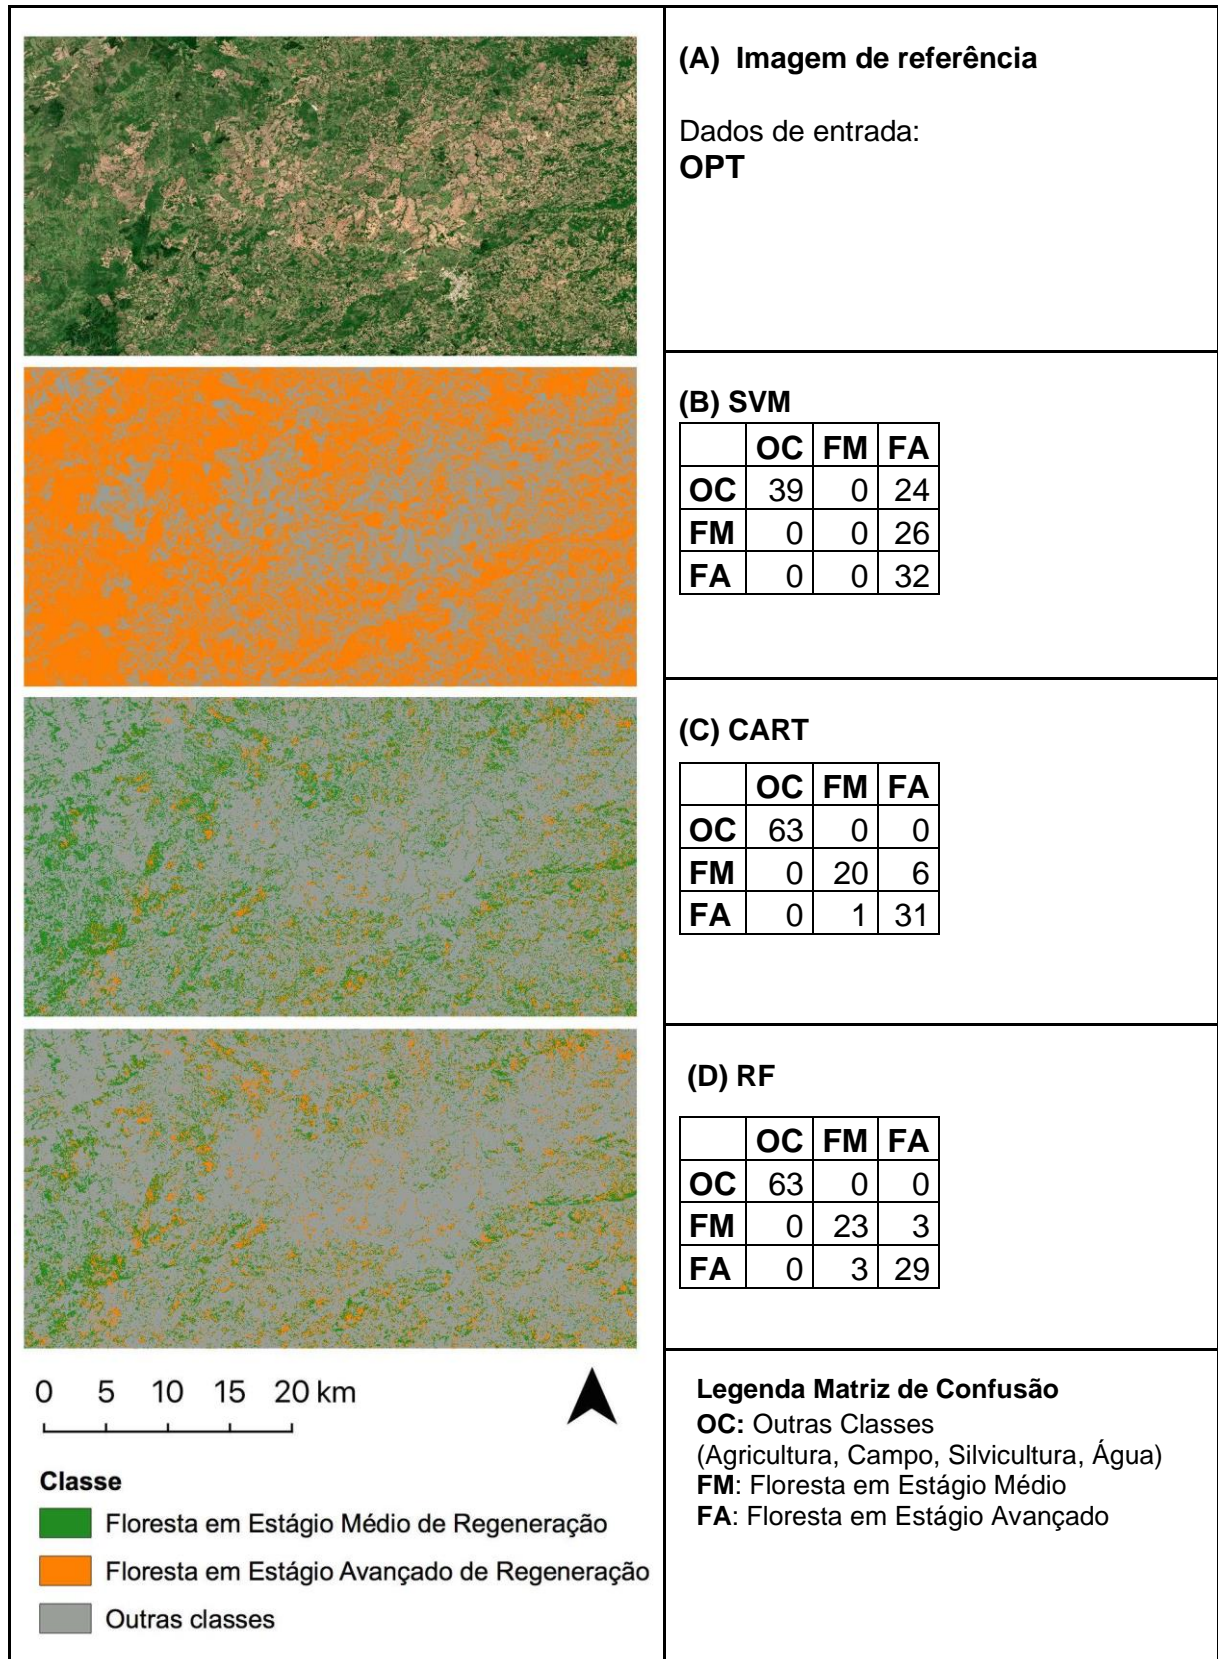 (A) Imagem de referência
Dados de entrada:
OPT
(B) SVM
OC FM FA
OC 39 0 24
FM 0 0 26
FA 0 0 32
(C) CART
OC FM FA
OC 63 0 0
FM 0 20 6
FA 0 1 31
(D) RF
OC FM FA
OC 63 0 0
FM 0 23 3
FA 0 3 29
0 5 10 15 20 km
Classe
Floresta em Estágio Médio de Regeneração
Floresta em Estágio Avançado de Regeneração
Outras classes
Legenda Matriz de Confusão
OC: Outras Classes
(Agricultura, Campo, Silvicultura, Água)
FM: Floresta em Estágio Médio
FA: Floresta em Estágio Avançado